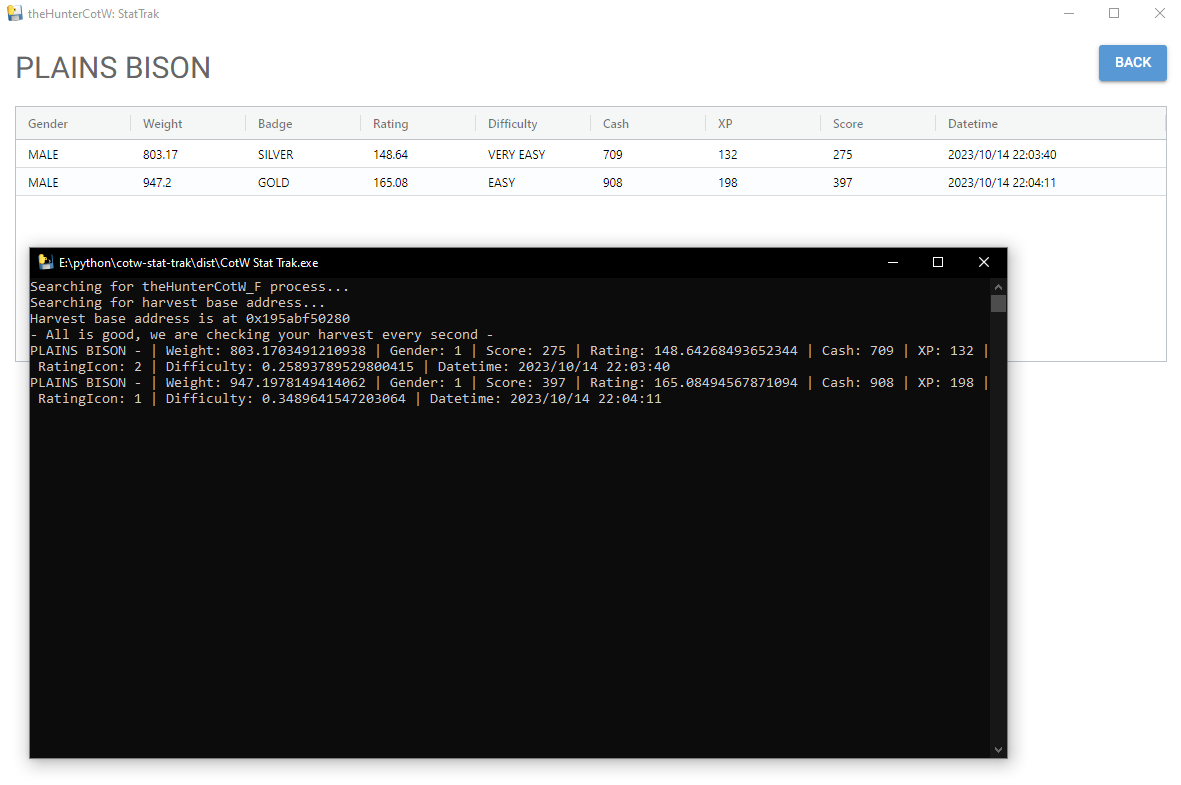 theHunterCotW: StatTrak
PLAINS BISON
BACK
Gender Weight Badge Rating Difficulty Cash XP Score Datetime
MALE 803.17 SILVER 148.64 VERY EASY 709 132 275 2023/10/14 22:03:40
MALE 947.2 GOLD 165.08 EASY 908 198 397 2023/10/14 22:04:11
E:\python\cotw-stat-trak\dist\CotW Stat Trak.exe
Searching for theHunterCotW_F process...
Searching for harvest base address...
Harvest base address is at 0x195abf50280
- All is good, we are checking your harvest every second -
PLAINS BISON - | Weight: 803.1703491210938 | Gender: 1 | Score: 275 | Rating: 148.64268493652344 | Cash: 709 | XP: 132 |
RatingIcon: 2 | Difficulty: 0.25893789529800415 | Datetime: 2023/10/14 22:03:40
PLAINS BISON - | Weight: 947.1978149414062 | Gender: 1 | Score: 397 | Rating: 165.08494567871094 | Cash: 908 | XP: 198 |
RatingIcon: 1 | Difficulty: 0.3489641547203064 | Datetime: 2023/10/14 22:04:11